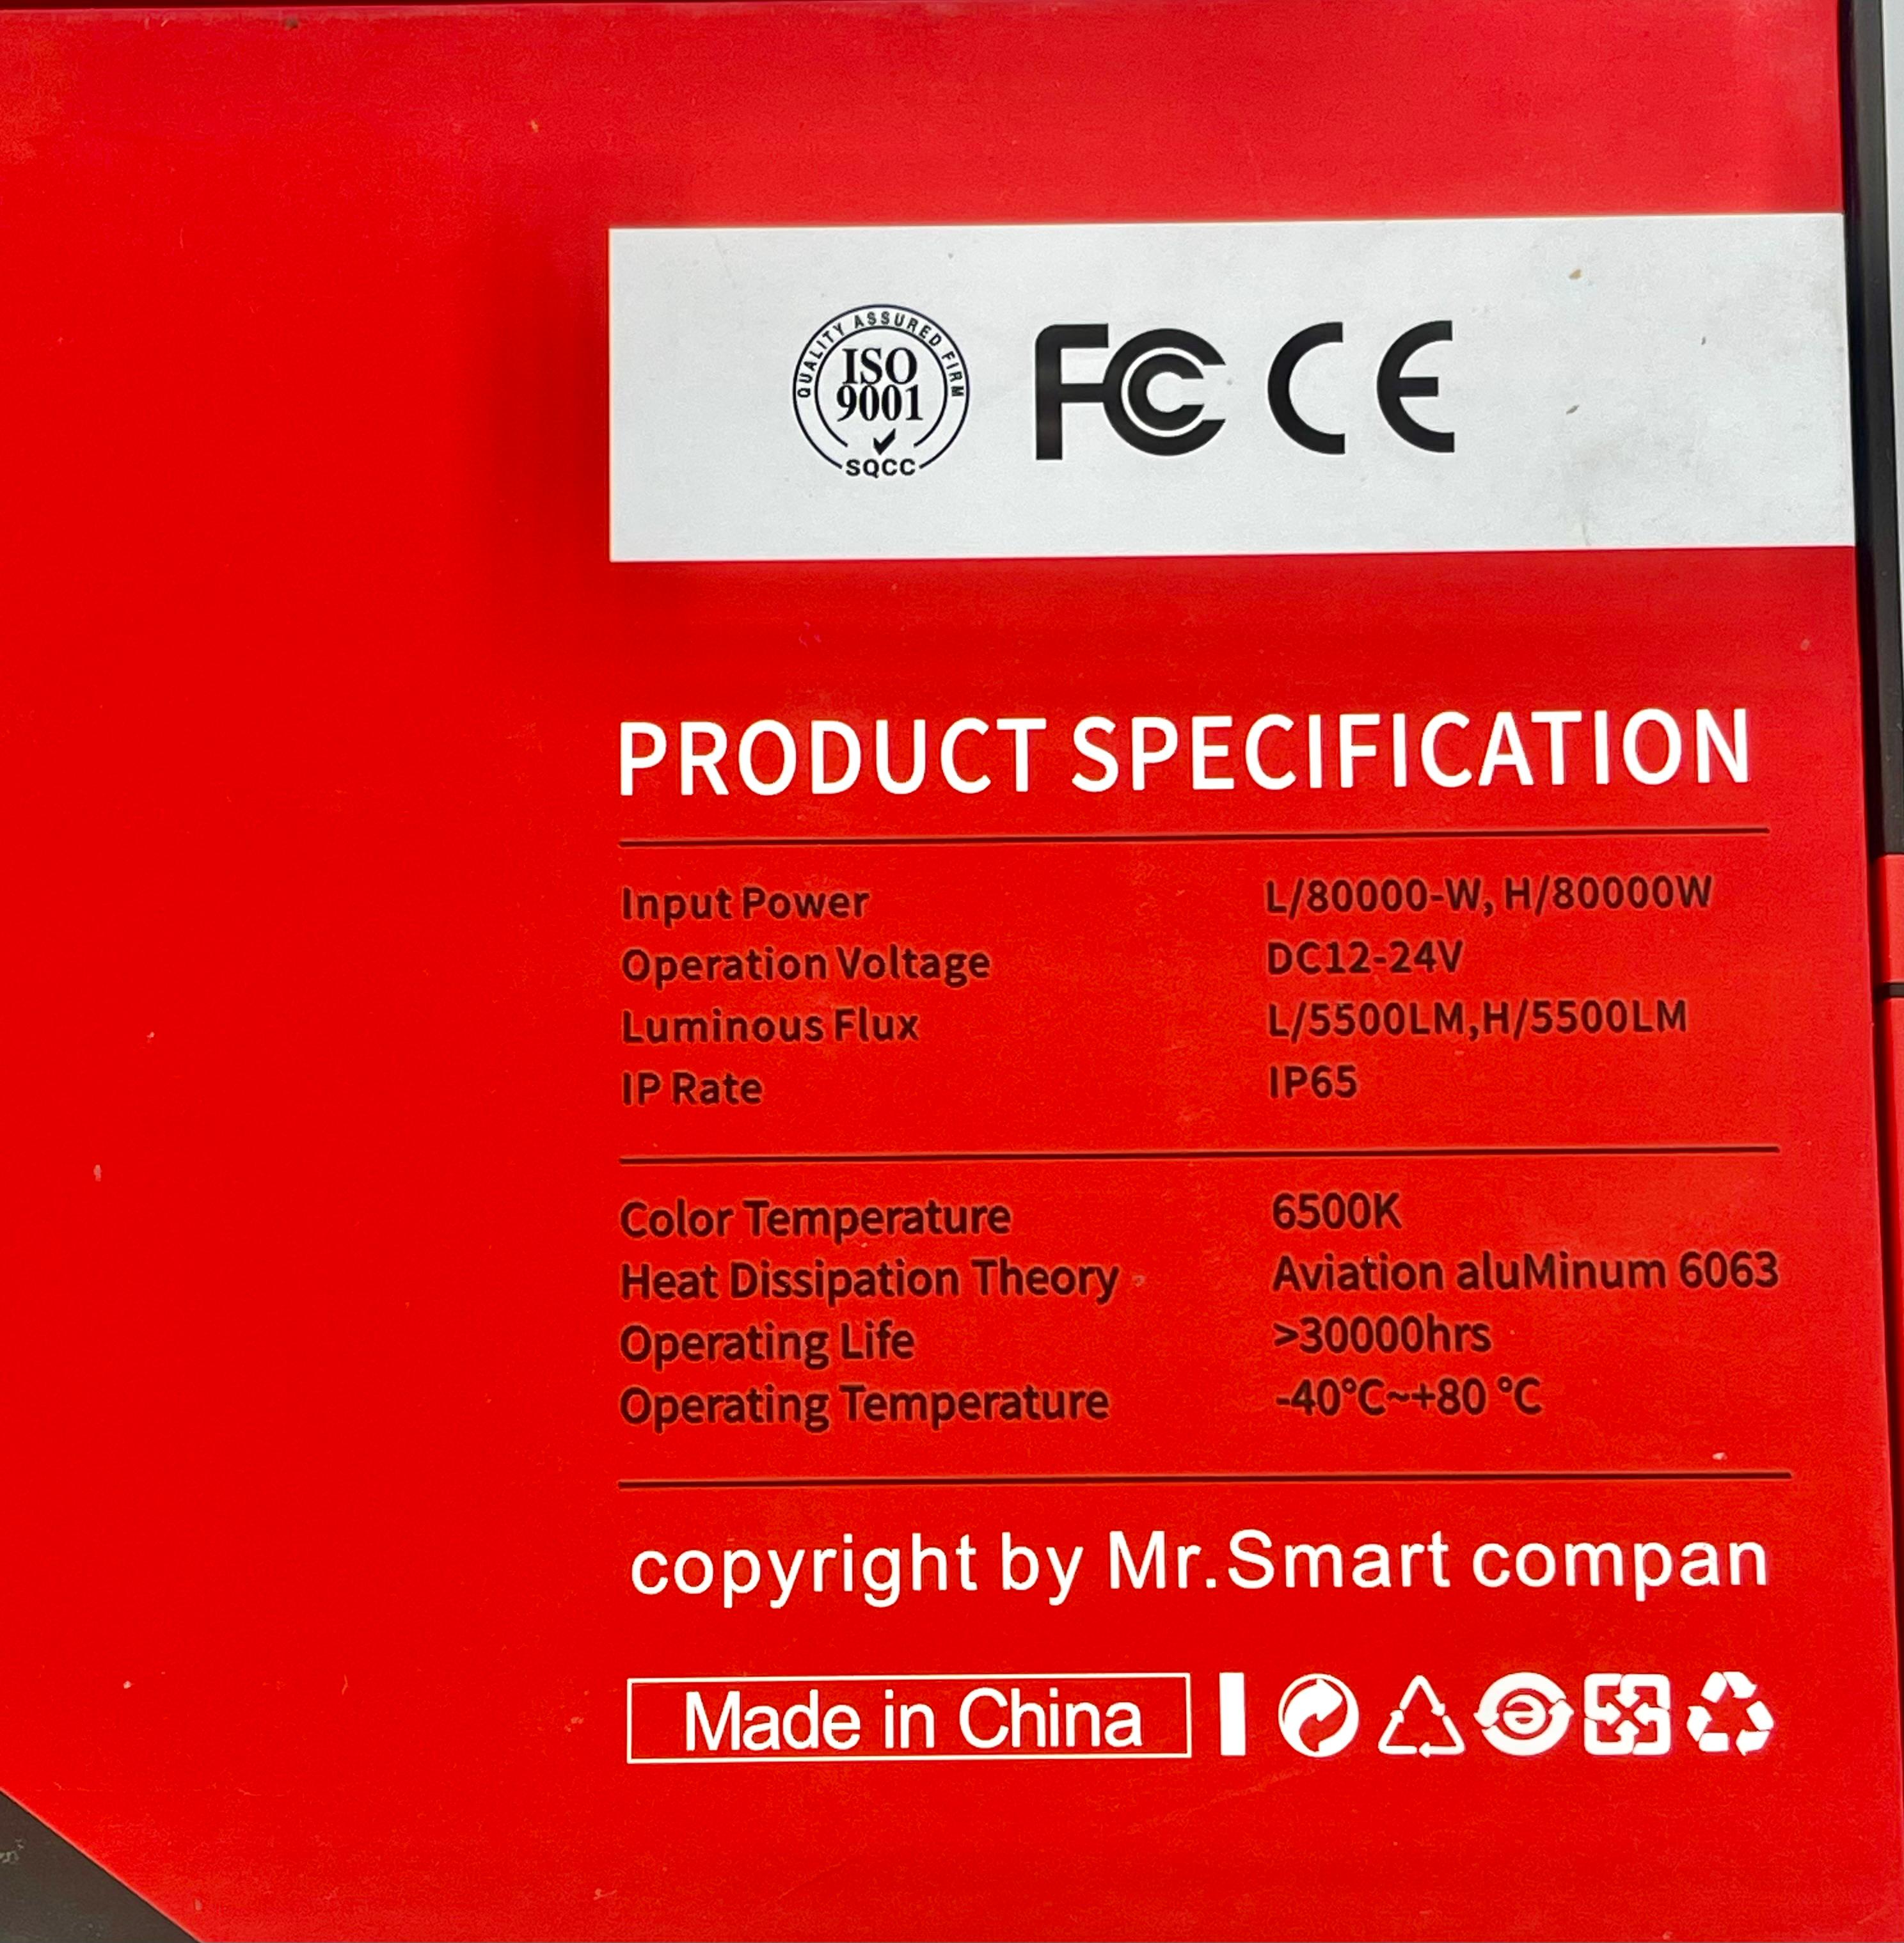 QUALITY ASSURED FIRM
ISO
9001
SQCC
FC CE
PRODUCT SPECIFICATION
Input Power L/80000-W, H/80000W
Operation Voltage DC12-24V
Luminous Flux L/5500LM,H/5500LM
IP Rate IP65
Color Temperature 6500K
Heat Dissipation Theory Aviation aluMinum 6063
Operating Life >30000hrs
Operating Temperature -40°C~+80 °C
copyright by Mr.Smart compan
Made in China